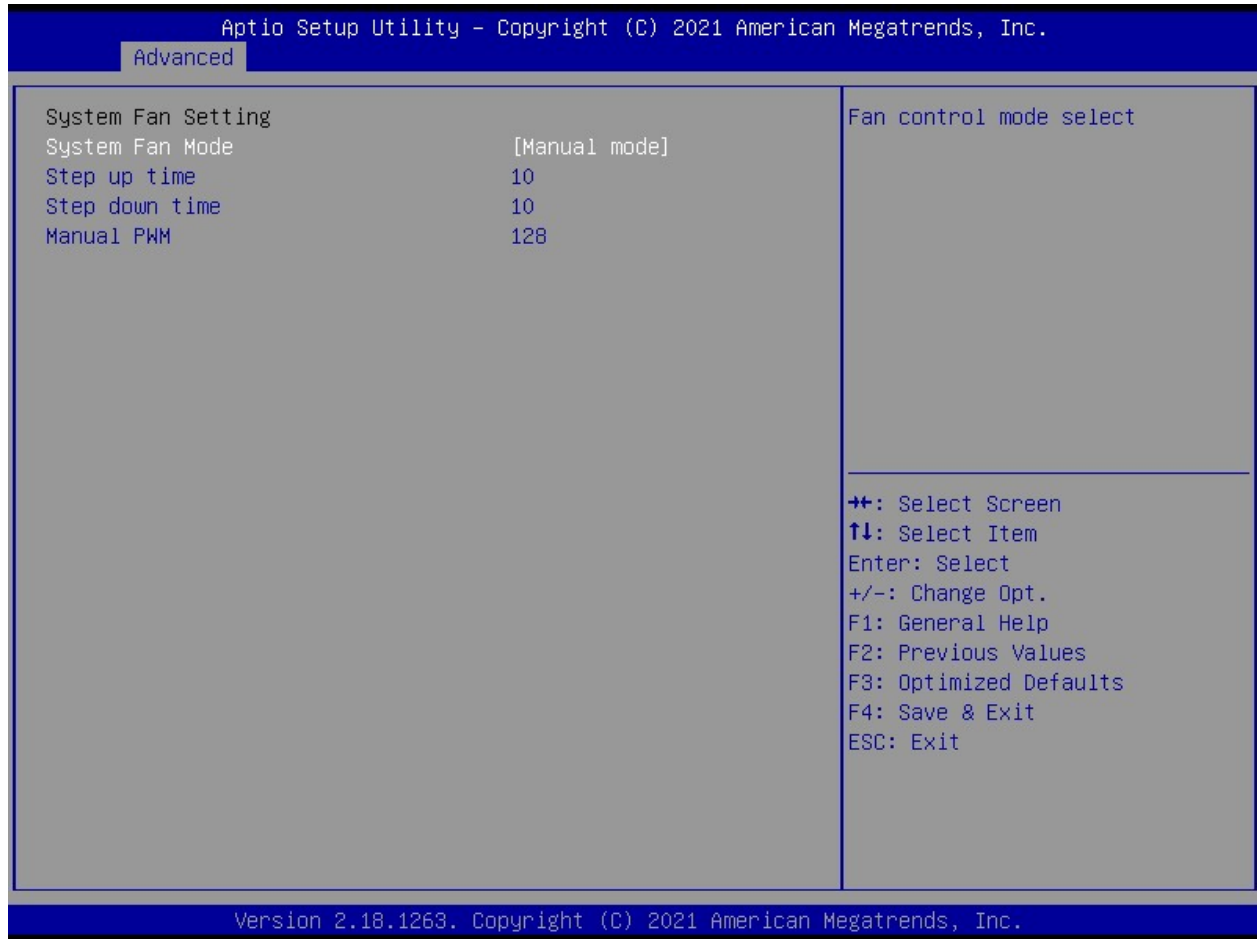 Aptio Setup Utility – Copyright (C) 2021 American Megatrends, Inc.
Advanced
System Fan Setting
System Fan Mode [Manual mode]
Step up time 10
Step down time 10
Manual PWM 128
Fan control mode select
→←: Select Screen
↑↓: Select Item
Enter: Select
+/-: Change Opt.
F1: General Help
F2: Previous Values
F3: Optimized Defaults
F4: Save & Exit
ESC: Exit
Version 2.18.1263. Copyright (C) 2021 American Megatrends, Inc.